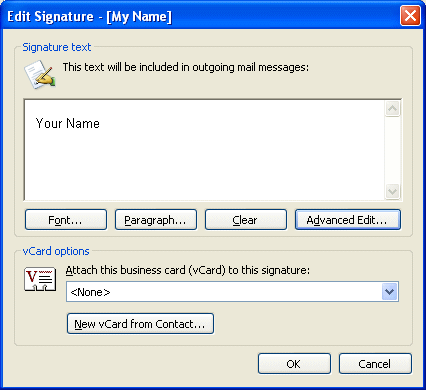 Edit Signature - [My Name]
Signature text
This text will be included in outgoing mail messages:
Your Name
Font... Paragraph... Clear Advanced Edit...
vCard options
Attach this business card (vCard) to this signature:
V
<None>
New vCard from Contact...
OK Cancel